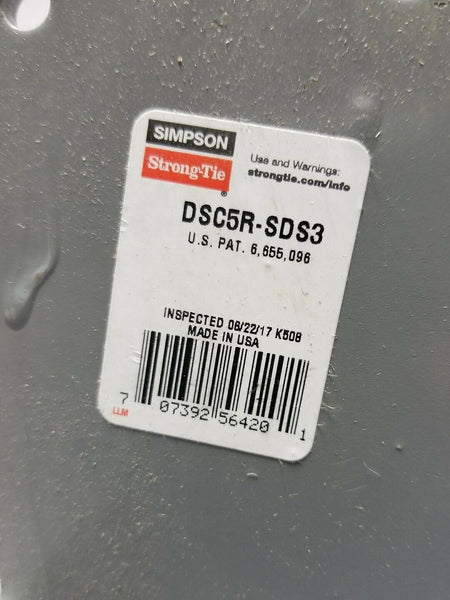 SIMPSON
Strong-Tie
®
Use and Warnings:
strongtie.com/info
DSC5R-SDS3
U.S. PAT. 6,655,096
INSPECTED 06/22/17 K508
MADE IN USA
7 07392 56420 1
LLM